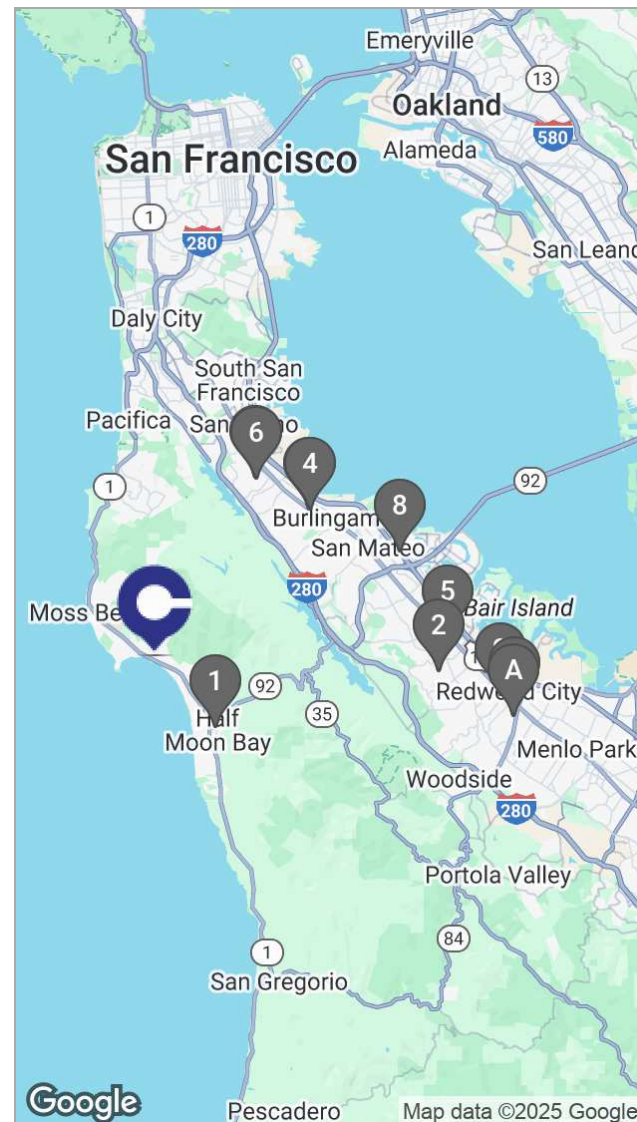 Emeryville
13
Oakland
580
San Francisco
Alameda
1
280
San Leand
Daly City
South San
Francisco
Pacifica
6
1
4
92
8
Burlingam
San Mateo
280
5
Bair Island
Moss Be
2
1
92
A
Redwood City
35
Half
Moon Bay
Menlo Park
Woodside
280
Portola Valley
84
1
San Gregorio
Google
Pescadero
Map data ©2025 Google